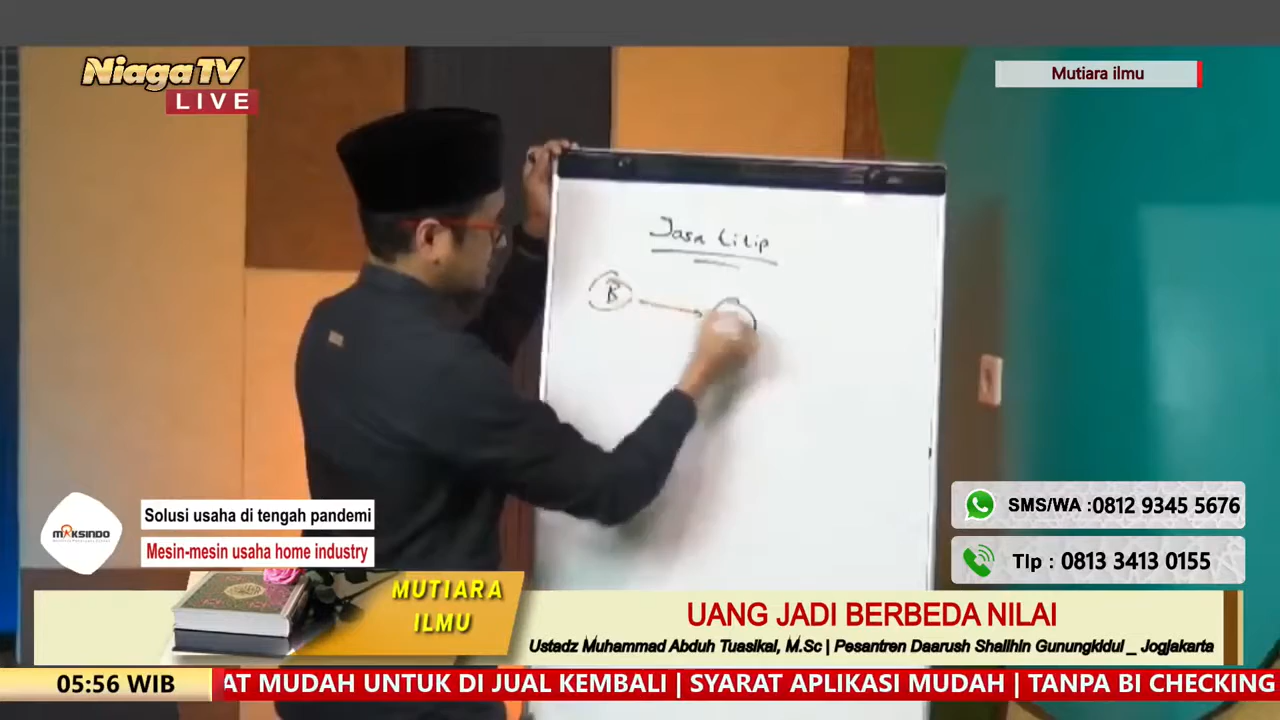 NiagaTV
LIVE
Mutiara ilmu
Jasa titip
B
MAKSINDO
Solusi usaha di tengah pandemi
Mesin-mesin usaha home industry
SMS/WA :0812 9345 5676
Tlp : 0813 3413 0155
MUTIARA
ILMU
UANG JADI BERBEDA NILAI
Ustadz Muhammad Abduh Tuasikal, M.Sc | Pesantren Daarush Shalihin Gunungkidul _ Jogjakarta
05:56 WIB
AT MUDAH UNTUK DI JUAL KEMBALI | SYARAT APLIKASI MUDAH | TANPA BI CHECKING